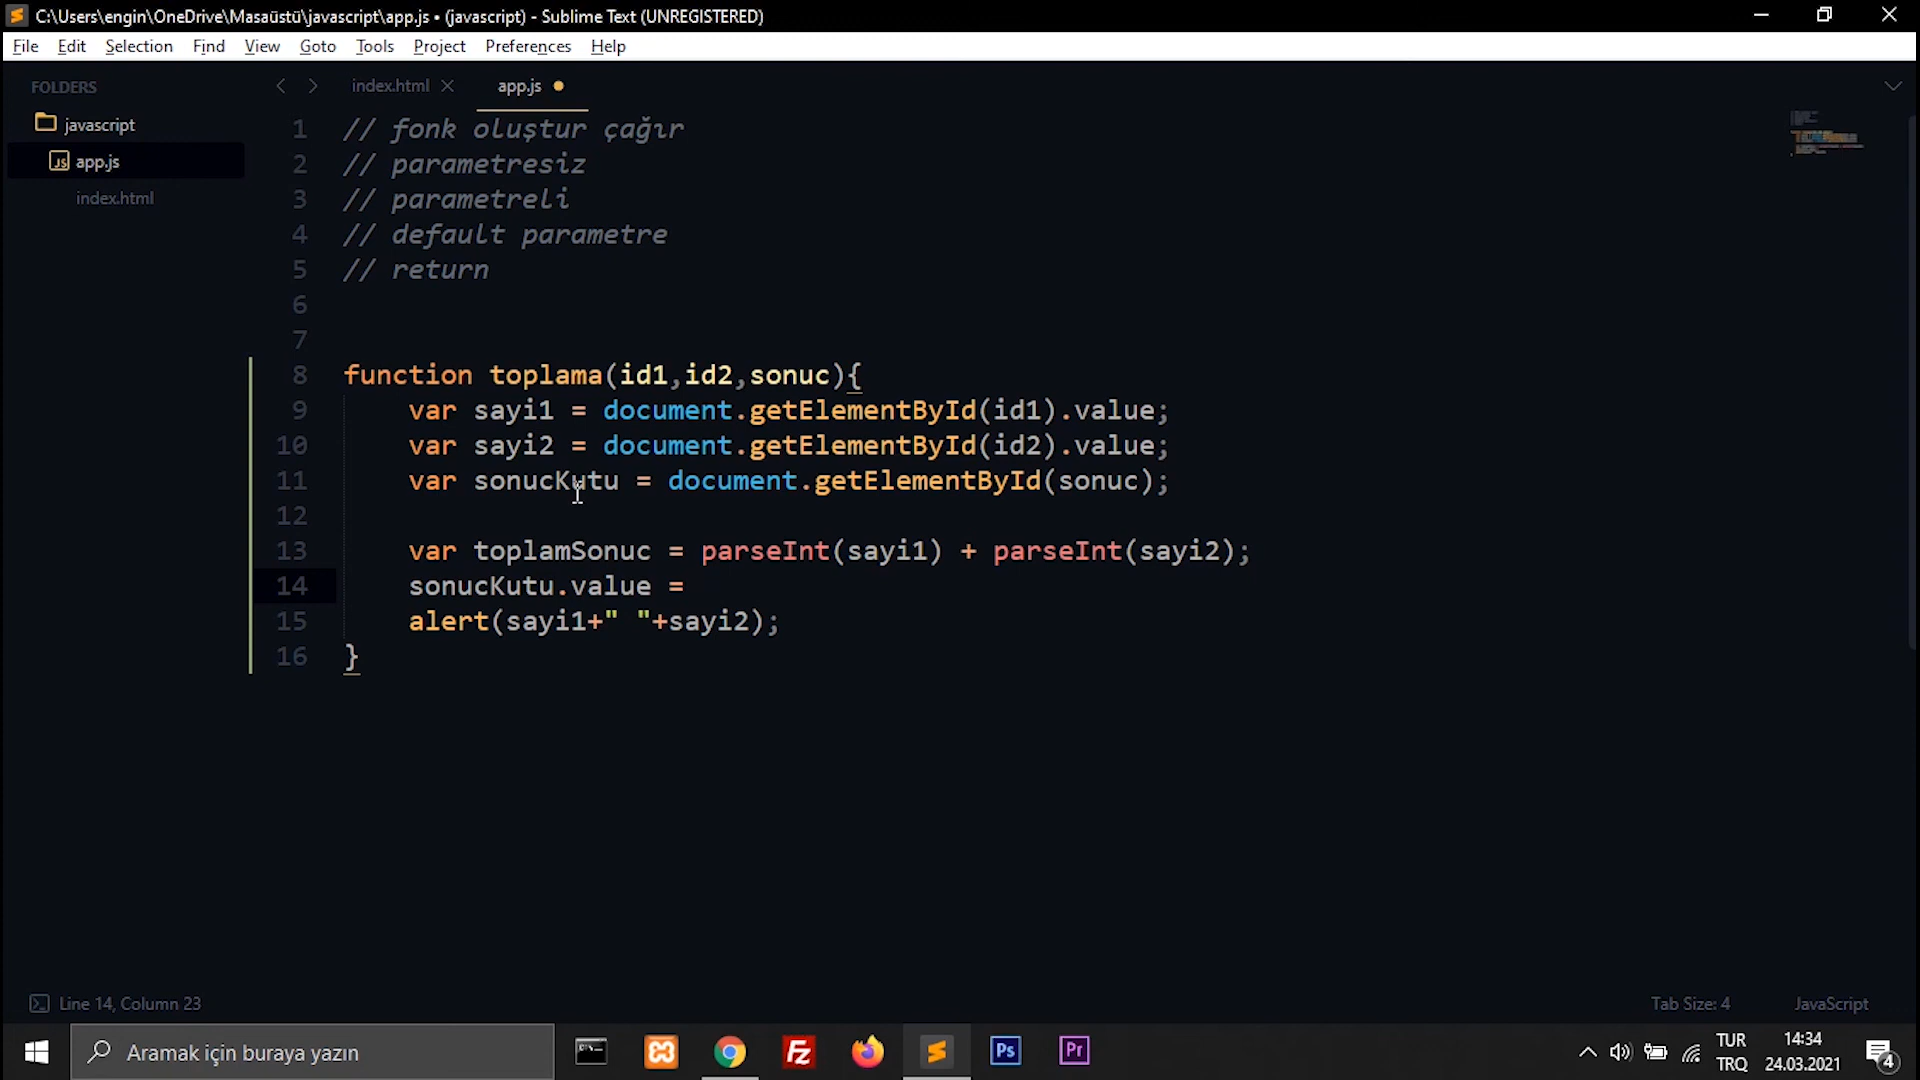 C:\Users\engin\OneDrive\Masaüstü\javascript\app.js • (javascript) - Sublime Text (UNREGISTERED)
File Edit Selection Find View Goto Tools Project Preferences Help
FOLDERS
javascript
JS app.js
index.html
index.html app.js
1 // fonk oluştur çağır
2 // parametresiz
3 // parametreli
4 // default parametre
5 // return
6
7
8 function toplama(id1,id2,sonuc){
9 var sayi1 = document.getElementById(id1).value;
10 var sayi2 = document.getElementById(id2).value;
11 var sonucKutu = document.getElementById(sonuc);
12
13 var toplamSonuc = parseInt(sayi1) + parseInt(sayi2);
14 sonucKutu.value =
15 alert(sayi1+" "+sayi2);
16 }
Line 14, Column 23
Tab Size: 4 JavaScript
Aramak için buraya yazın
Fz
Ps
Pr
TUR
TRQ
14:34
24.03.2021
4